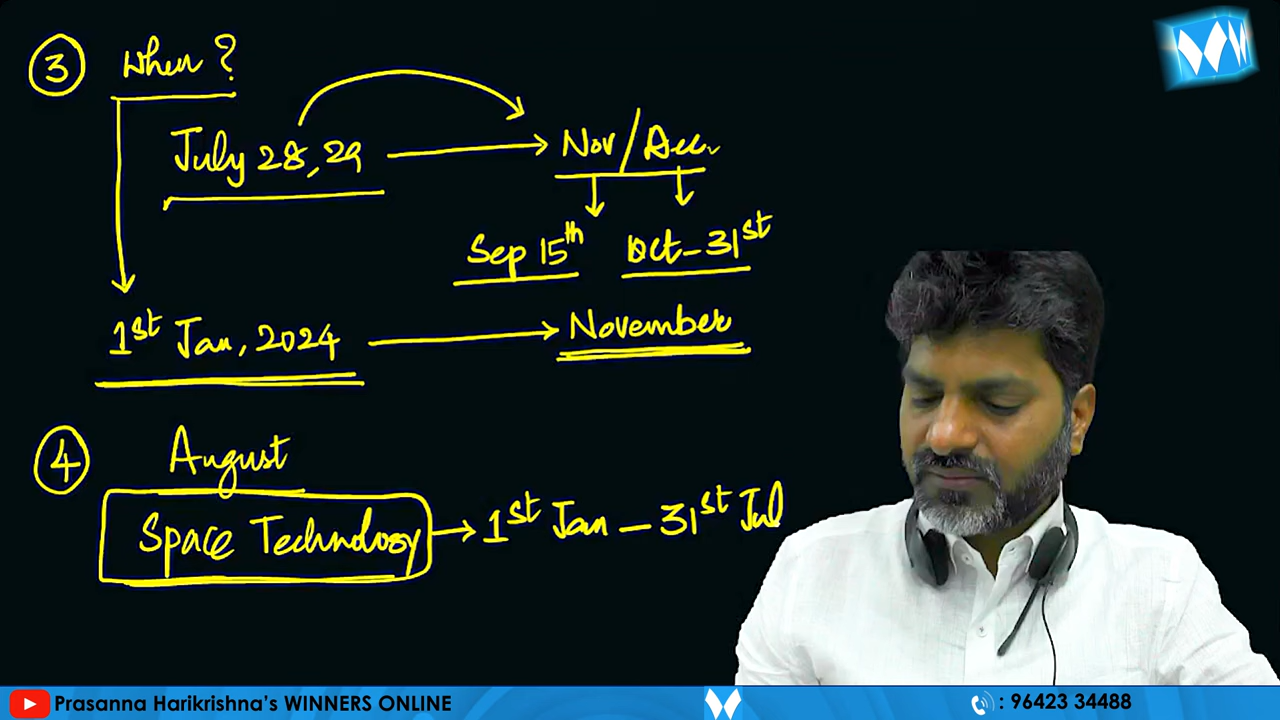 3 When?
July 28,29 → Nov/Dec.
Sep 15th Oct-31st
1st Jan, 2024 → November
4 August
Space Technology → 1st Jan - 31st Jul
Prasanna Harikrishna's WINNERS ONLINE
: 96423 34488